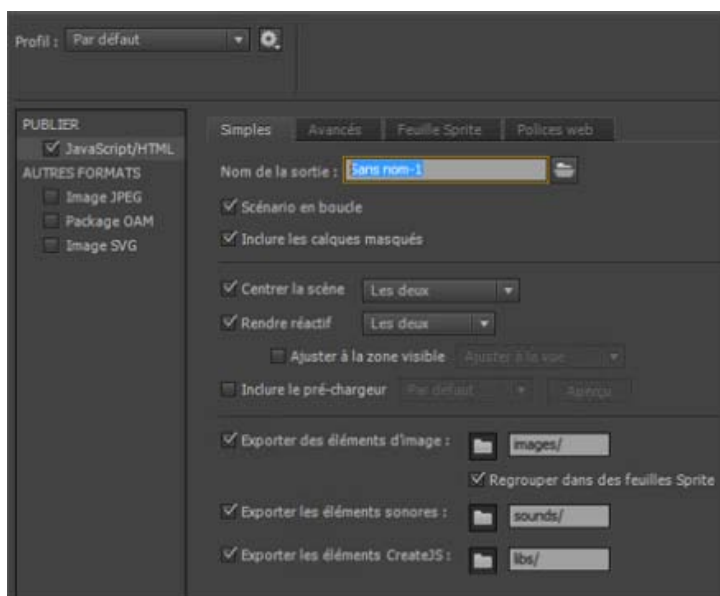 Profil : Par défaut
PUBLIER
JavaScript/HTML
AUTRES FORMATS
Image JPEG
Package OAM
Image SVG
Simples Avancés Feuille Sprite Polices web
Nom de la sortie : Sans nom-1
Scénario en boucle
Inclure les calques masqués
Centrer la scène Les deux
Rendre réactif Les deux
Ajuster à la zone visible Ajuster à la vue
Inclure le pré-chargeur Par défaut Aperçu
Exporter des éléments d'image : images/
Regrouper dans des feuilles Sprite
Exporter les éléments sonores : sounds/
Exporter les éléments CreateJS : libs/